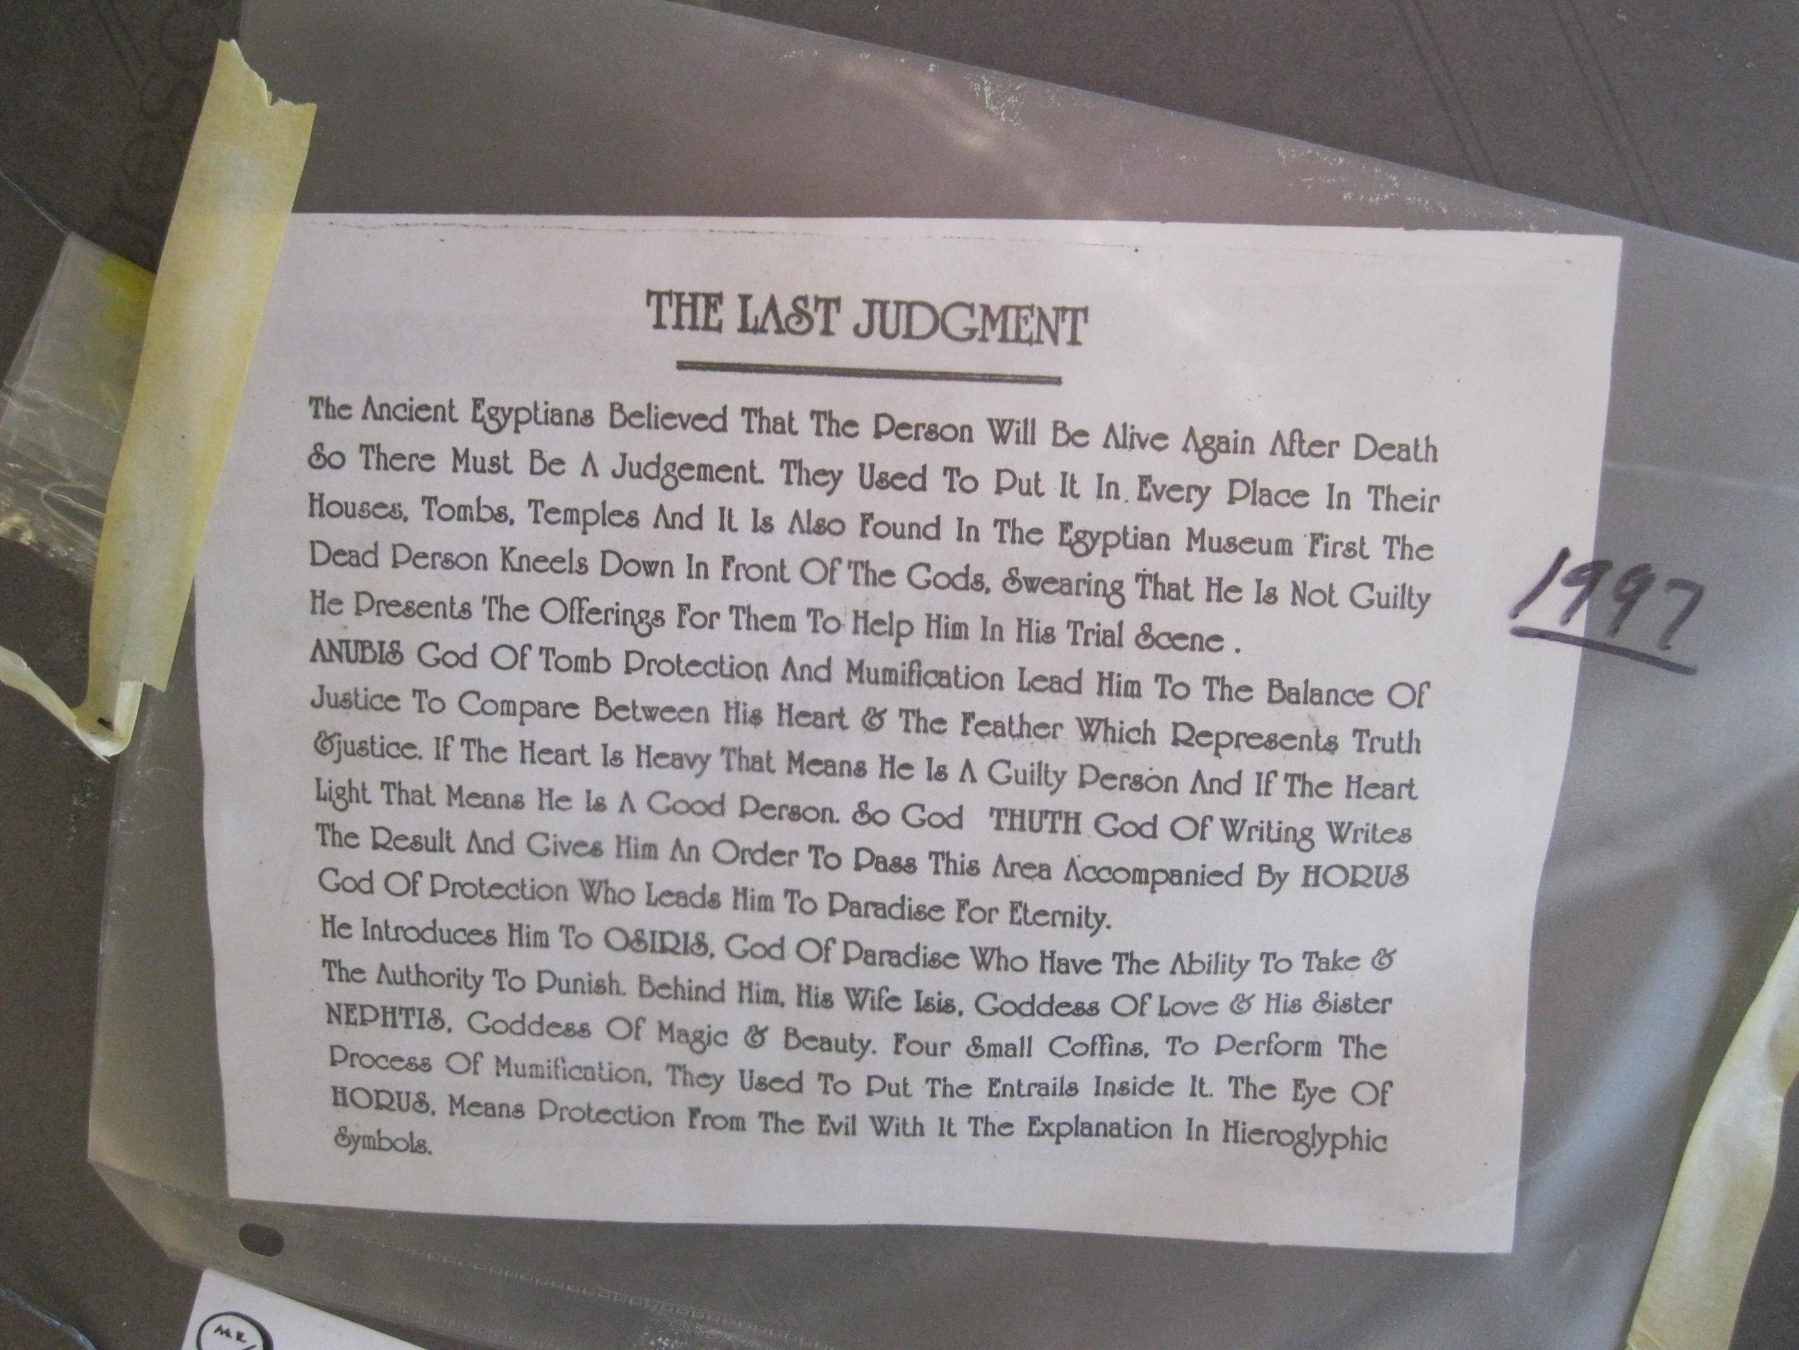 THE LAST JUDGMENT
The Ancient Egyptians Believed That The Person Will Be Alive Again After Death
So There Must Be A Judgement. They Used To Put It In Every Place In Their
Houses, Tombs, Temples And It Is Also Found In The Egyptian Museum First The
Dead Person Kneels Down In Front Of The Gods, Swearing That He Is Not Guilty
He Presents The Offerings For Them To Help Him In His Trial Scene .
ANUBIS God Of Tomb Protection And Mumification Lead Him To The Balance Of
Justice To Compare Between His Heart & The Feather Which Represents Truth
&justice. If The Heart Is Heavy That Means He Is A Guilty Person And If The Heart
Light That Means He Is A Good Person. So God THUTH God Of Writing Writes
The Result And Gives Him An Order To Pass This Area Accompanied By HORUS
God Of Protection Who Leads Him To Paradise For Eternity.
He Introduces Him To OSIRIS, God Of Paradise Who Have The Ability To Take &
The Authority To Punish. Behind Him, His Wife Isis, Goddess Of Love & His Sister
NEPHTIS, Goddess Of Magic & Beauty. Four Small Coffins, To Perform The
Process Of Mumification, They Used To Put The Entrails Inside It. The Eye Of
HORUS, Means Protection From The Evil With It The Explanation In Hieroglyphic
Symbols.
1997